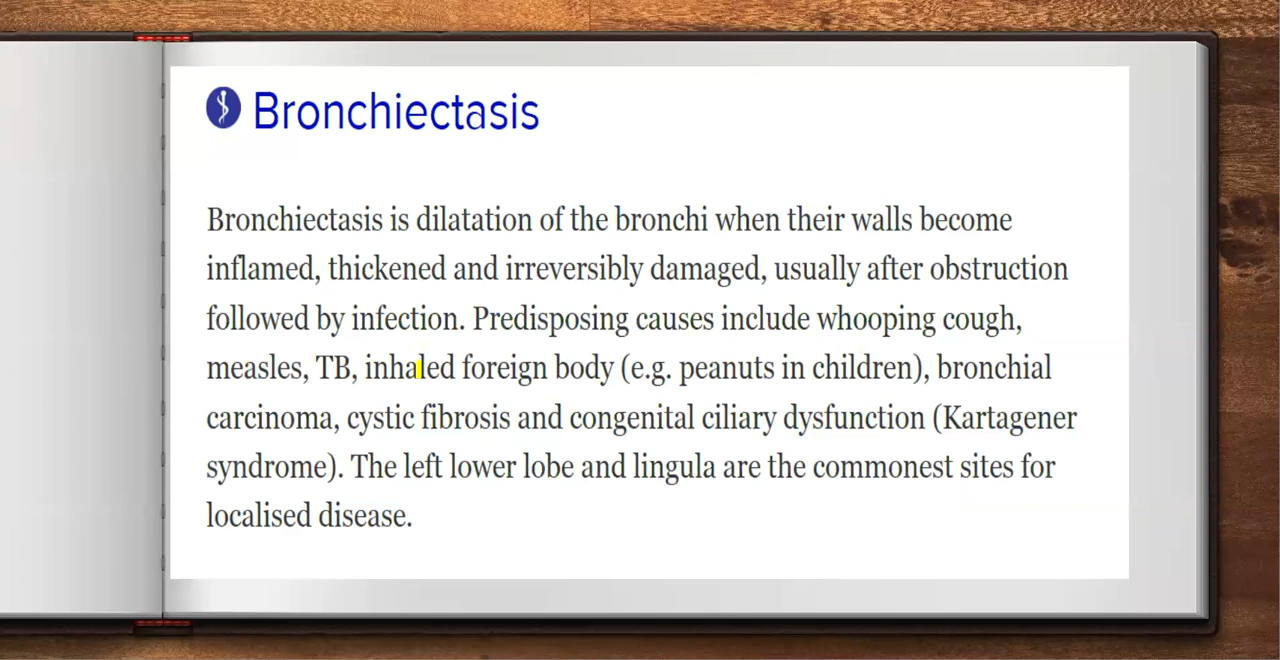 Bronchiectasis
Bronchiectasis is dilatation of the bronchi when their walls become
inflamed, thickened and irreversibly damaged, usually after obstruction
followed by infection. Predisposing causes include whooping cough,
measles, TB, inhaled foreign body (e.g. peanuts in children), bronchial
carcinoma, cystic fibrosis and congenital ciliary dysfunction (Kartagener
syndrome). The left lower lobe and lingula are the commonest sites for
localised disease.